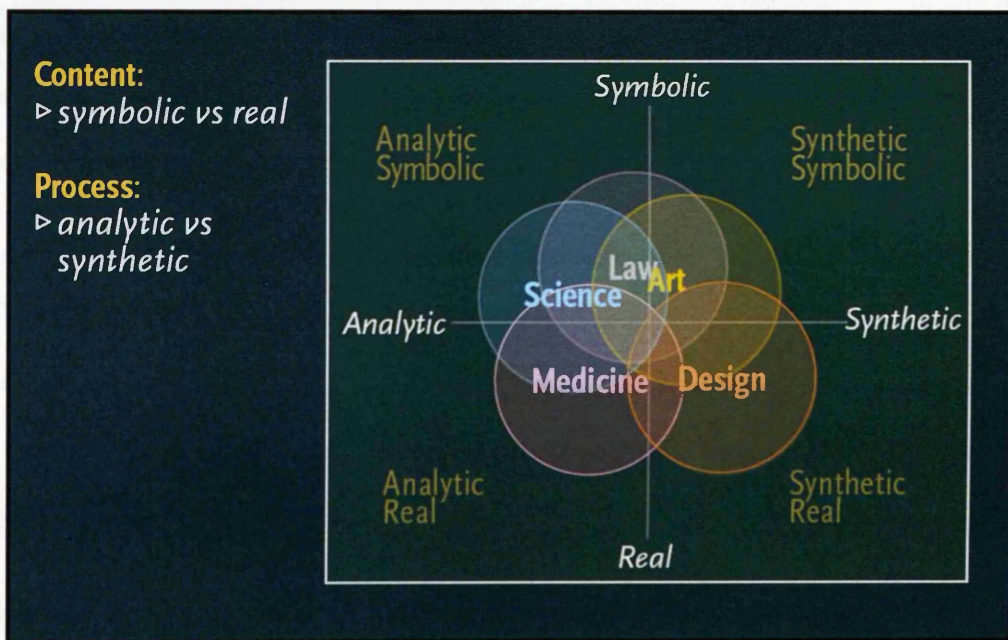 Content:
▷ symbolic vs real
Process:
▷ analytic vs
synthetic
Symbolic
Analytic
Symbolic
Synthetic
Symbolic
Law
Art
Science
Analytic
Synthetic
Medicine
Design
Analytic
Real
Synthetic
Real
Real